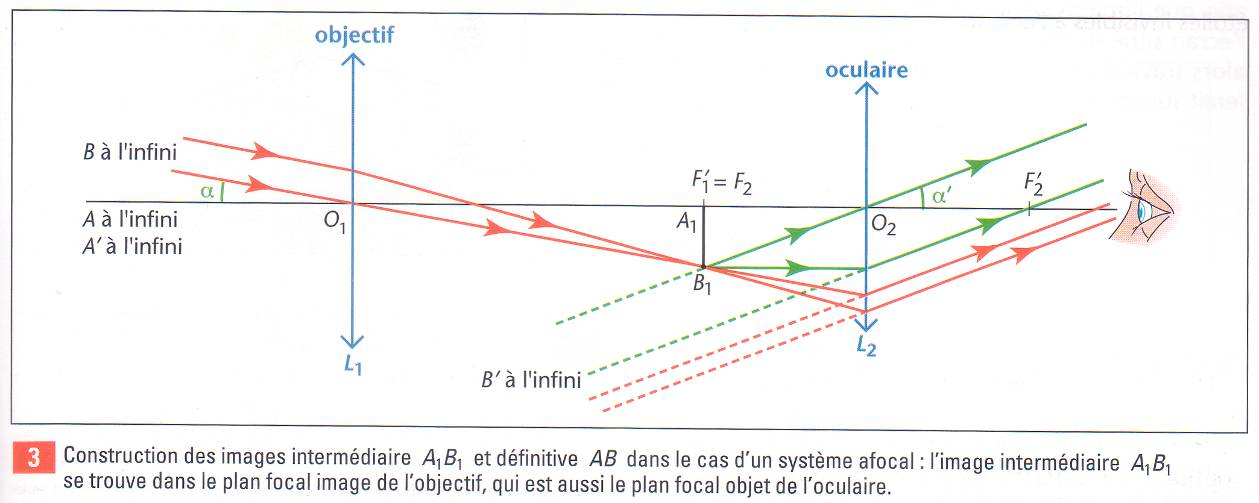 objectif
oculaire
B à l'infini
α
F′₁ = F₂
F′₂
α′
A à l'infini
O₁
A₁
O₂
A′ à l'infini
B₁
L₁
L₂
B′ à l'infini
3 Construction des images intermédiaire A₁B₁ et définitive AB dans le cas d'un système afocal : l'image intermédiaire A₁B₁
se trouve dans le plan focal image de l'objectif, qui est aussi le plan focal objet de l'oculaire.